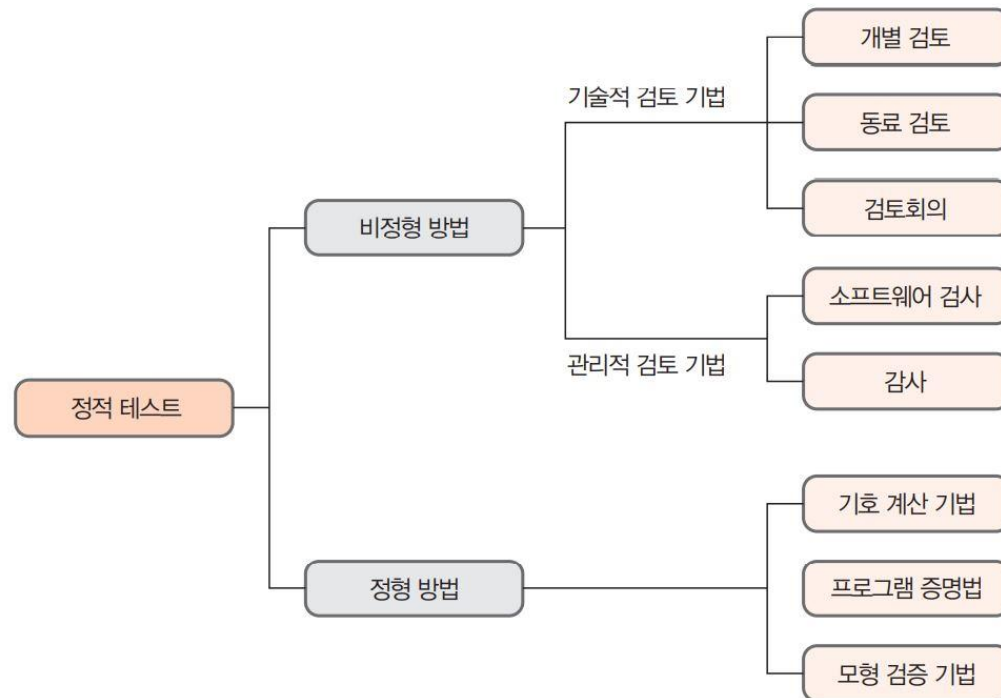 개별 검토
기술적 검토 기법
동료 검토
검토회의
비정형 방법
소프트웨어 검사
관리적 검토 기법
감사
정적 테스트
기호 계산 기법
정형 방법
프로그램 증명법
모형 검증 기법